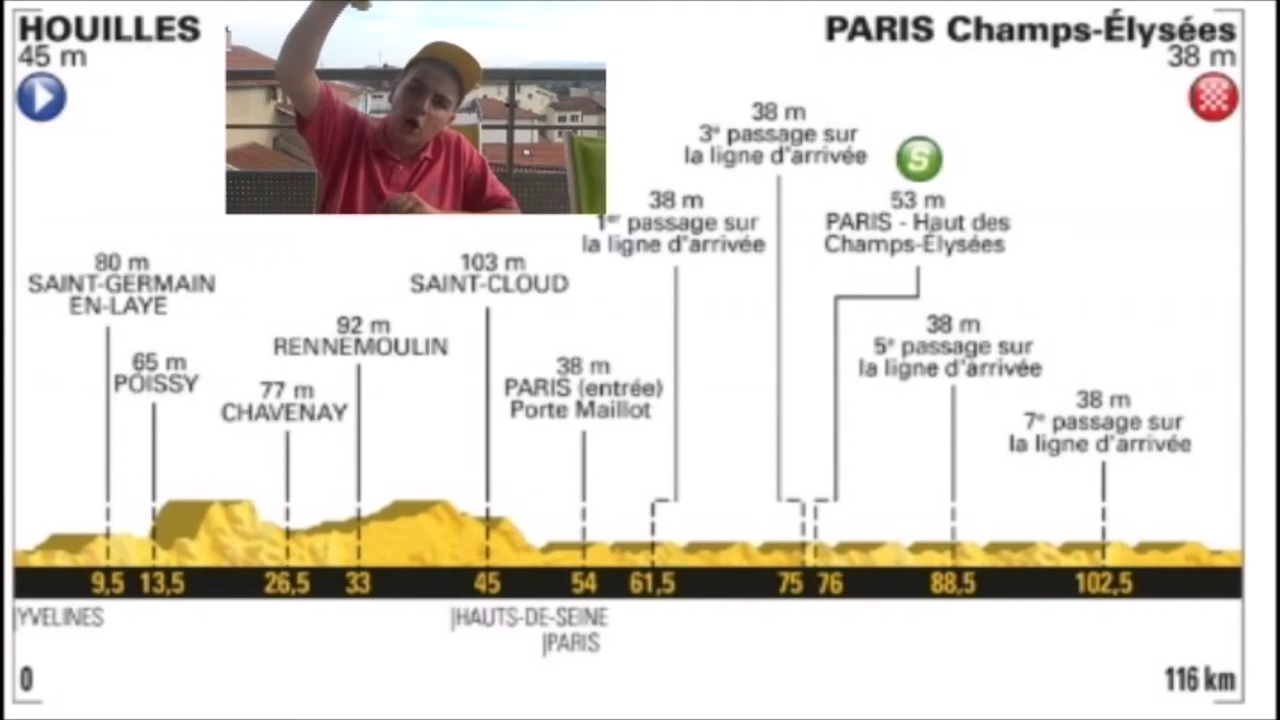 HOUILLES
45 m
PARIS Champs-Élysées
38 m
38 m
3e passage sur
la ligne d'arrivée
S
38 m
1er passage sur
la ligne d'arrivée
53 m
PARIS - Haut des
Champs-Elysées
80 m
SAINT-GERMAIN
EN-LAYE
103 m
SAINT-CLOUD
92 m
RENNEMOULIN
65 m
POISSY
77 m
CHAVENAY
38 m
PARIS (entrée)
Porte Maillot
38 m
5e passage sur
la ligne d'arrivée
38 m
7e passage sur
la ligne d'arrivée
9,5 13,5 26,5 33 45 54 61,5 75 76 88,5 102,5
YVELINES
HAUTS-DE-SEINE
PARIS
0
116 km